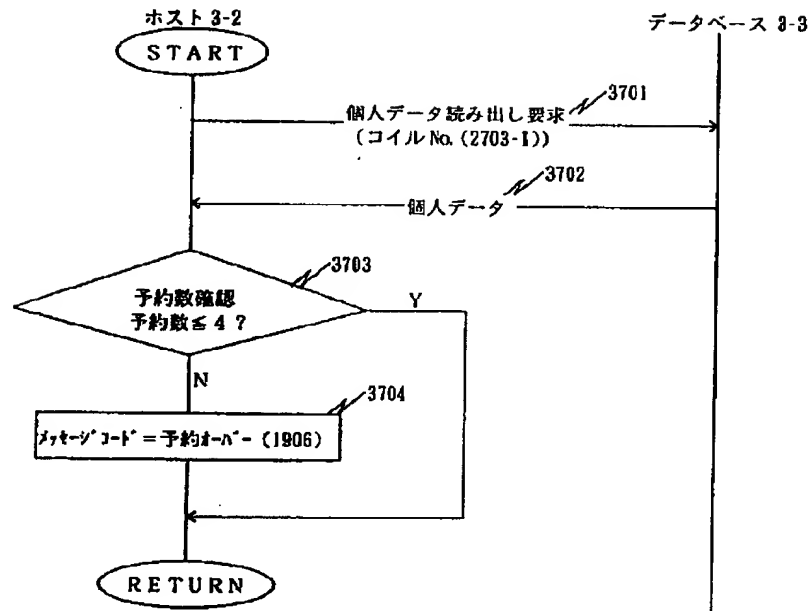 ホスト 3-2
データベース 3-3
START
3701
個人データ読み出し要求
(コイル No. (2703-1))
3702
個人データ
3703
予約数確認
予約数≦4?
Y
N
3704
メッセージコード=予約オーバー (1906)
RETURN